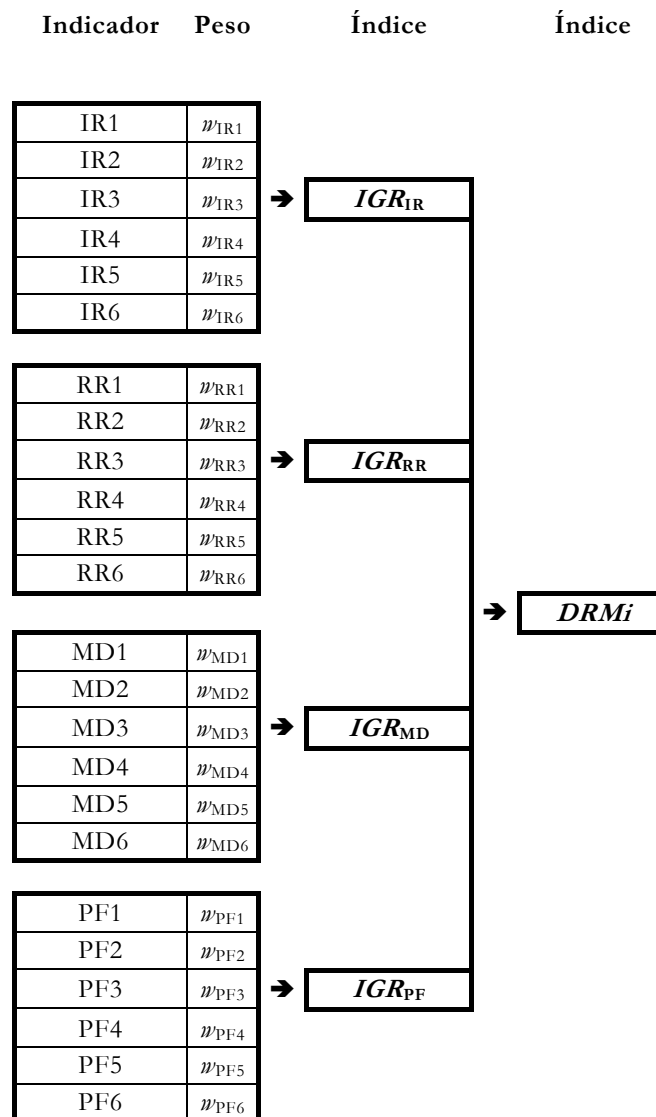 Indicador Peso Índice Índice
IR1 wIR1
IR2 wIR2
IR3 wIR3 ➔ IGRIR
IR4 wIR4
IR5 wIR5
IR6 wIR6
RR1 wRR1
RR2 wRR2
RR3 wRR3 ➔ IGRRR
RR4 wRR4
RR5 wRR5
RR6 wRR6
➔ DRMi
MD1 wMD1
MD2 wMD2
MD3 wMD3 ➔ IGRMD
MD4 wMD4
MD5 wMD5
MD6 wMD6
PF1 wPF1
PF2 wPF2
PF3 wPF3 ➔ IGRPF
PF4 wPF4
PF5 wPF5
PF6 wPF6